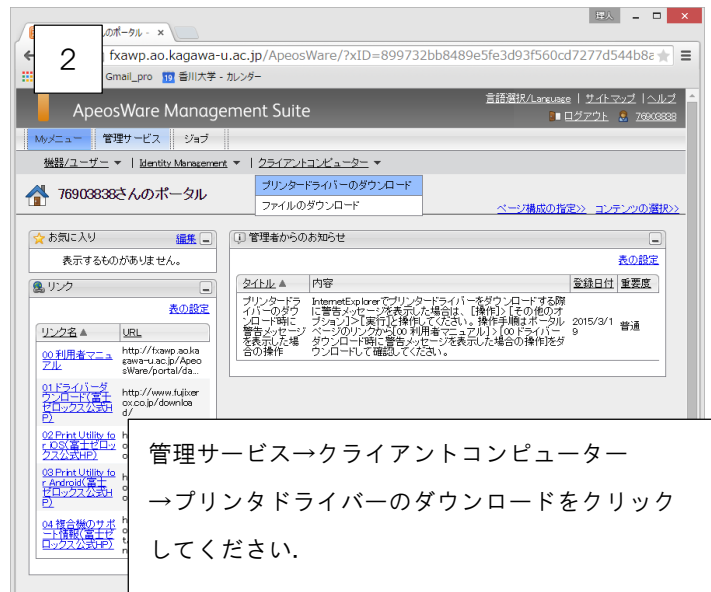 理人
んのポータル - ×
2
fxawp.ao.kagawa-u.ac.jp/ApeosWare/?xID=899732bb8489e5fe3d93f560cd7277d544b8a
Gmail_pro 19 香川大学 - カレンダー
ApeosWare Management Suite
言語選択/Language | サイトマップ | ヘルプ
ログアウト 76903838
Myメニュー 管理サービス ジョブ
機器/ユーザー ▼ | Identity Management ▼ | クライアントコンピューター ▼
プリンタードライバーのダウンロード
ファイルのダウンロード
76903838さんのポータル
ページ構成の指定>> コンテンツの選択>>
お気に入り 編集
表示するものがありません。
リンク
表の設定
リンク名▲ URL
00 利用者マニュ
アル
http://fxawp.ao.ka
gawa-u.ac.jp/Apeo
sWare/portal/da...
01ドライバーダ
ウンロード(富士
ゼロックス公式H
P)
http://www.fujixer
ox.co.jp/downloa
d/
02 Print Utility fo
r iOS(富士ゼロッ
クス公式HP)
03 Print Utility fo
r Android(富士
ゼロックス公式H
P)
04 複合機のサポ
ート情報(富士ゼ
ロックス公式HP)
管理者からのお知らせ
表の設定
タイトル▲ 内容 登録日付 重要度
プリンタードラ
イバーのダウ
ンロード時に
警告メッセージ
を表示した場
合の操作
InternetExplorerでプリンタードライバーをダウンロードする際
に警告メッセージを表示した場合は、[操作]>[その他のオ
プション]>[実行]と操作してください。操作手順はポータル
ページのリンクから[00 利用者マニュアル]>[00ドライバー
ダウンロード時に警告メッセージを表示した場合の操作]をダ
ウンロードして確認してください。
2015/3/1
9
普通
管理サービス→クライアントコンピューター
→プリンタドライバーのダウンロードをクリック
してください.